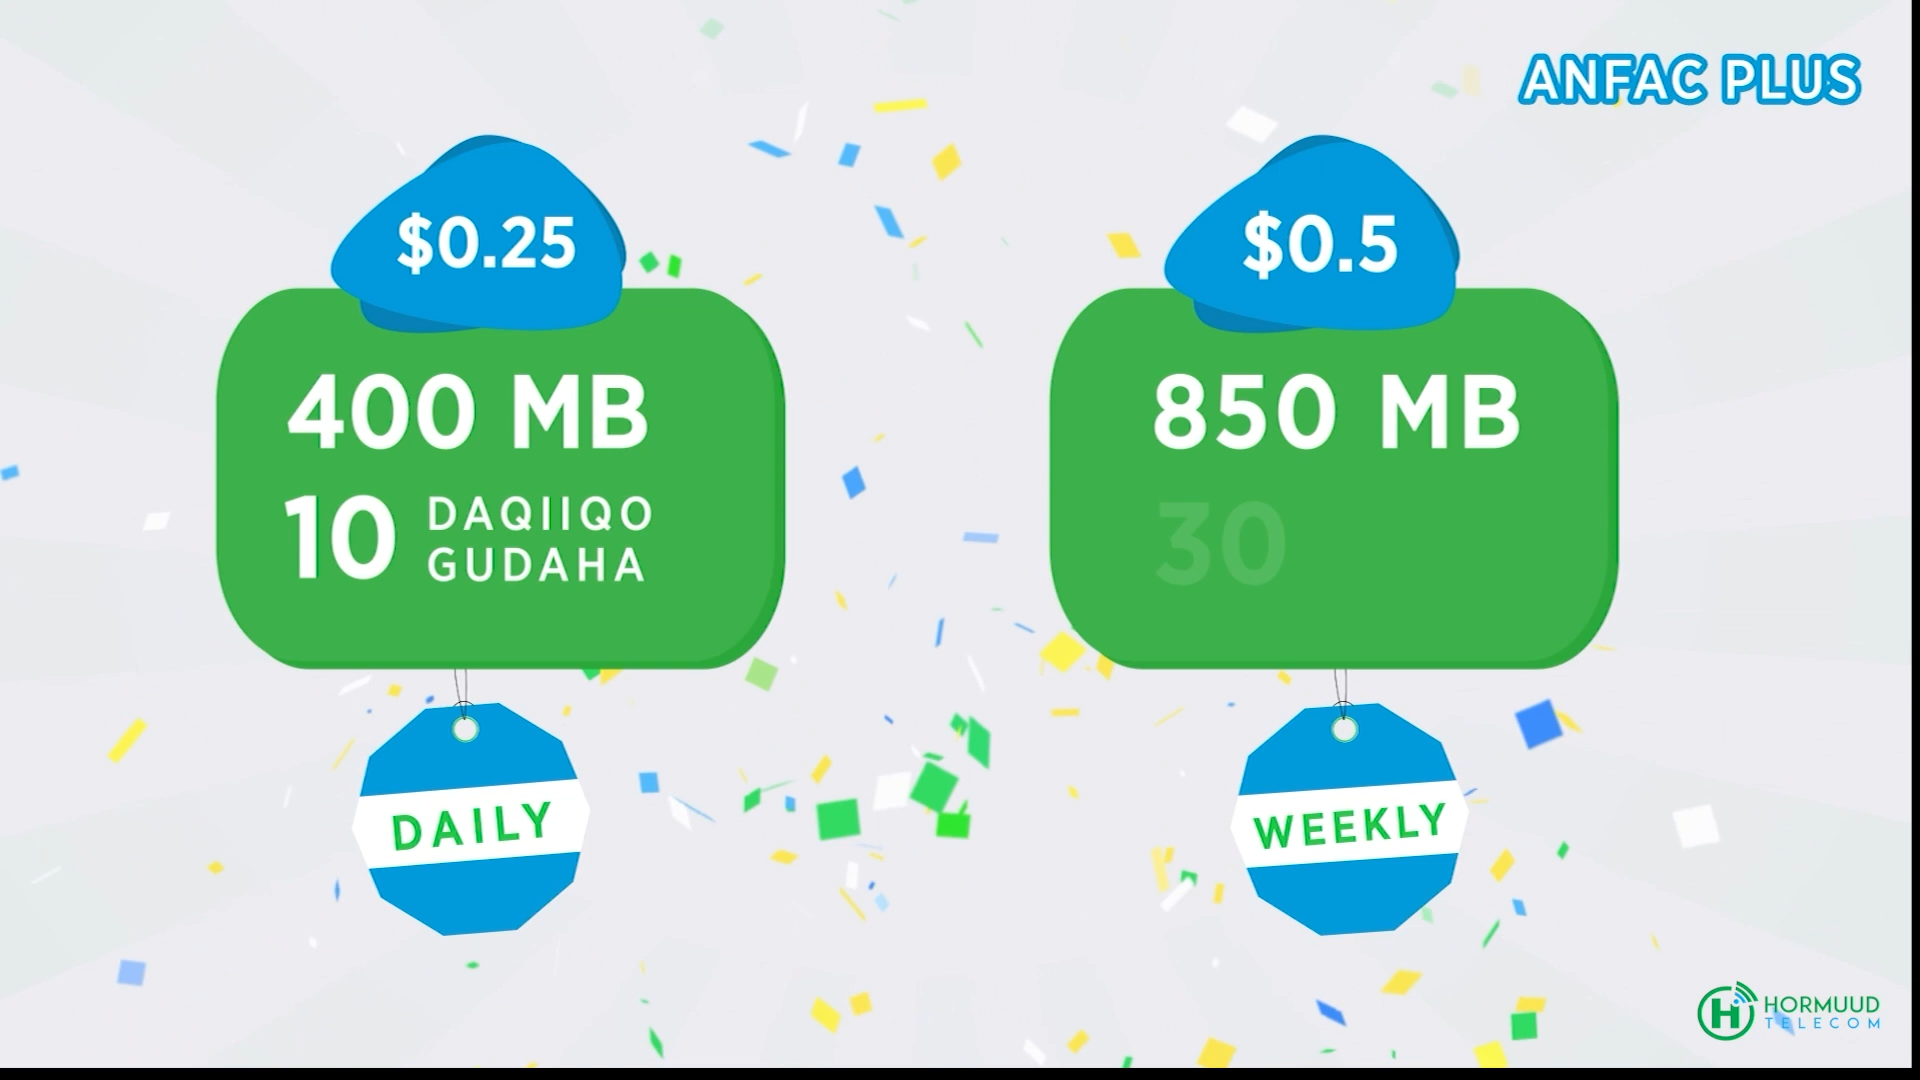 ANFAC PLUS
$0.25
400 MB
10 DAQIIQO
GUDAHA
DAILY
$0.5
850 MB
30
WEEKLY
HORMUUD
TELECOM